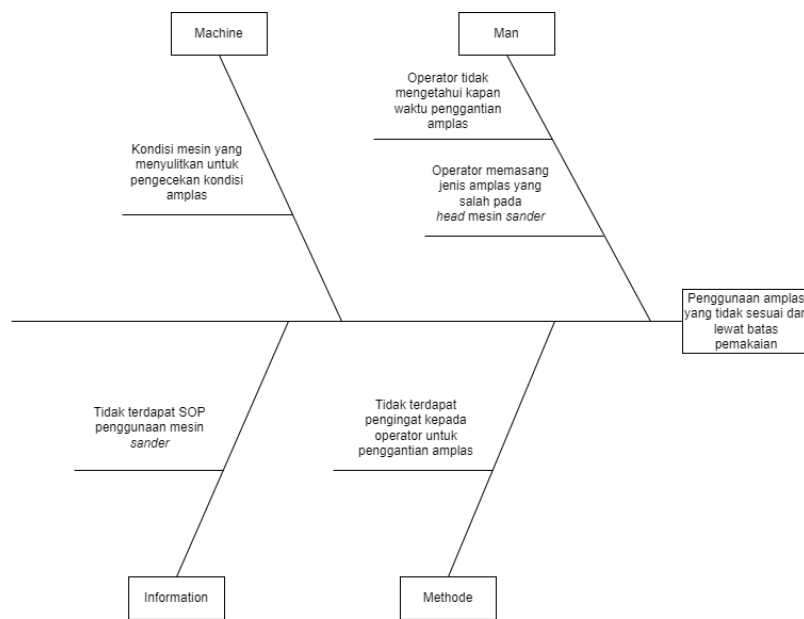 Machine
Man
Operator tidak
mengetahui kapan
waktu penggantian
amplas
Kondisi mesin yang
menyulitkan untuk
pengecekan kondisi
amplas
Operator memasang
jenis amplas yang
salah pada
head mesin sander
Penggunaan amplas
yang tidak sesuai dan
lewat batas
pemakaian
Tidak terdapat SOP
penggunaan mesin
sander
Tidak terdapat
pengingat kepada
operator untuk
penggantian amplas
Information
Methode